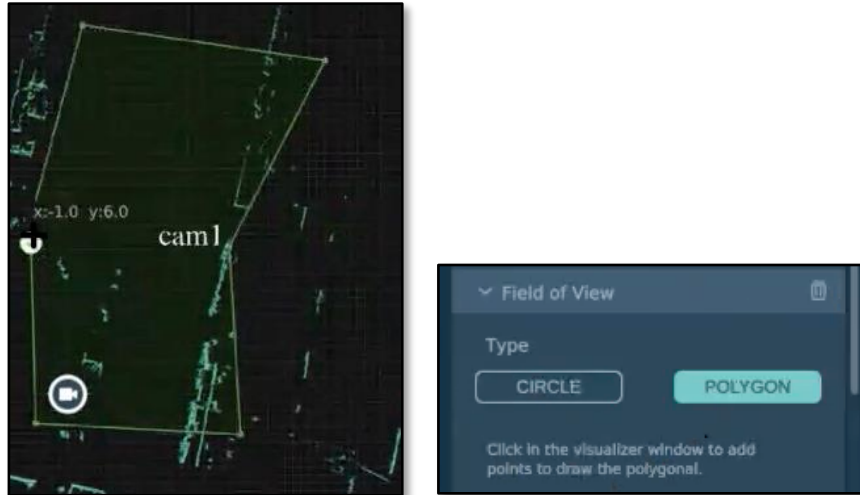 x:-1.0 y:6.0
cam1
Field of View
Type
CIRCLE
POLYGON
Click in the visualizer window to add
points to draw the polygonal.